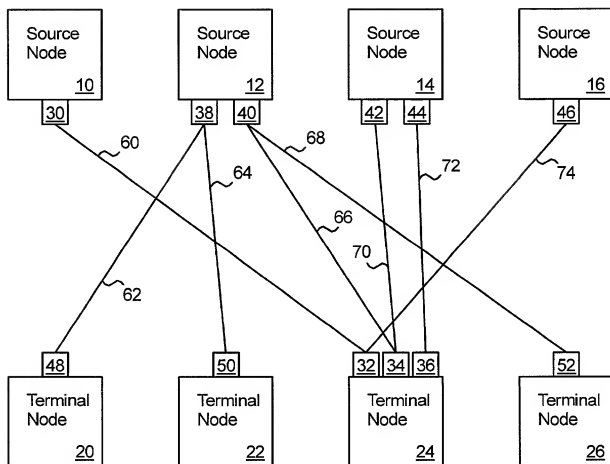 Source
Node
10
Source
Node
12
Source
Node
14
Source
Node
16
30
38
40
42
44
46
60
68
64
72
74
66
70
62
48
50
32
34
36
52
Terminal
Node
20
Terminal
Node
22
Terminal
Node
24
Terminal
Node
26